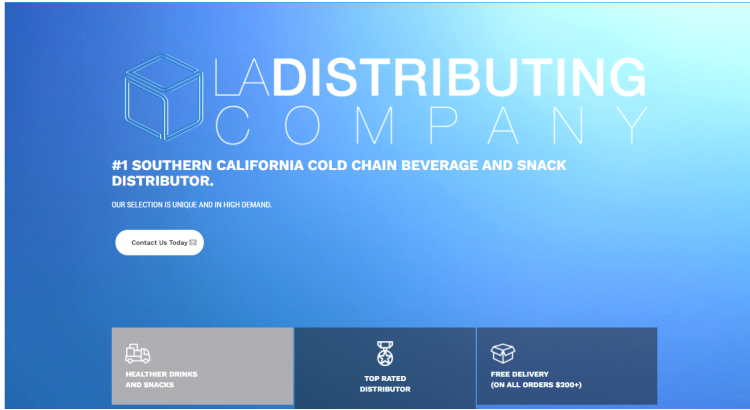 LADISTRIBUTING
COMPANY
#1 SOUTHERN CALIFORNIA COLD CHAIN BEVERAGE AND SNACK
DISTRIBUTOR.
OUR SELECTION IS UNIQUE AND IN HIGH DEMAND.
Contact Us Today
HEALTHIER DRINKS
AND SNACKS
TOP RATED
DISTRIBUTOR
FREE DELIVERY
(ON ALL ORDERS $200+)